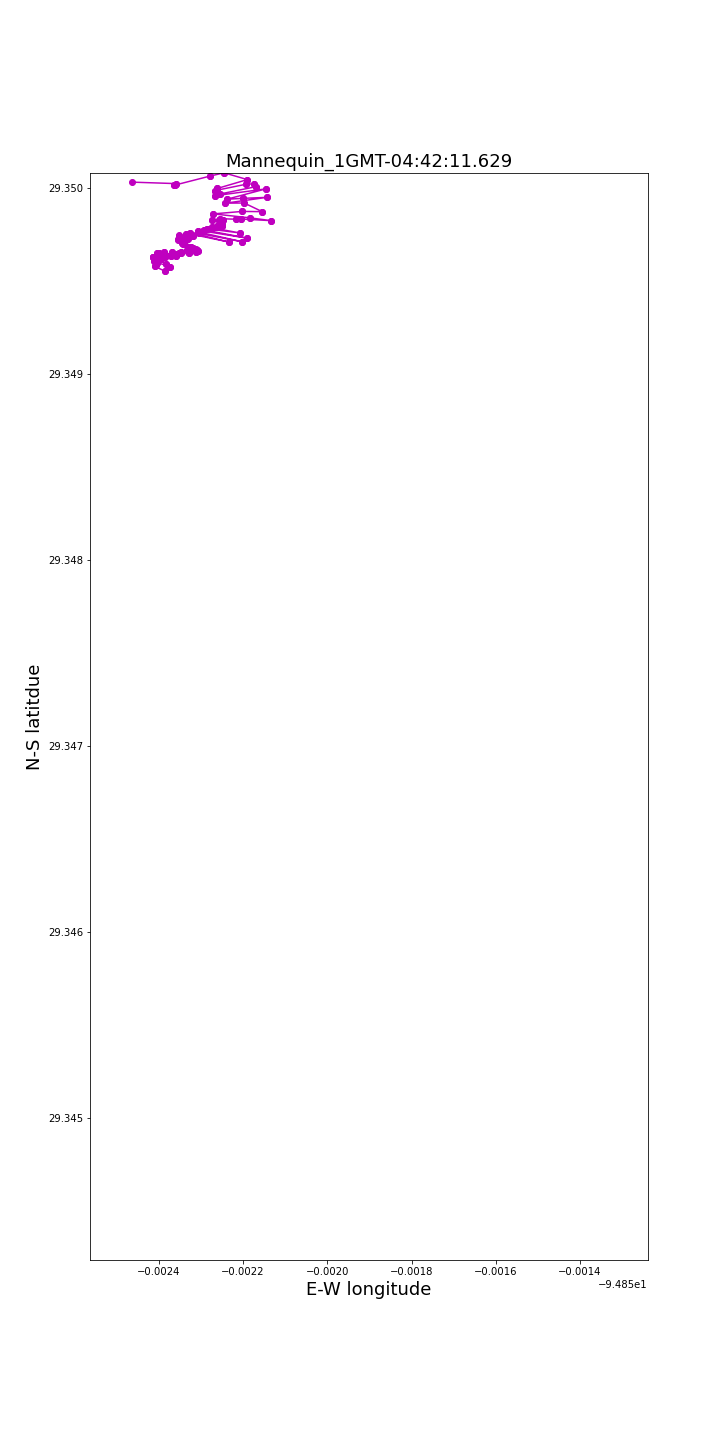 Mannequin_1GMT-04:42:11.629
29.350
29.349
29.348
29.347
29.346
29.345
N-S latitdue
−0.0024 −0.0022 −0.0020 −0.0018 −0.0016 −0.0014
−9.485e1
E-W longitude